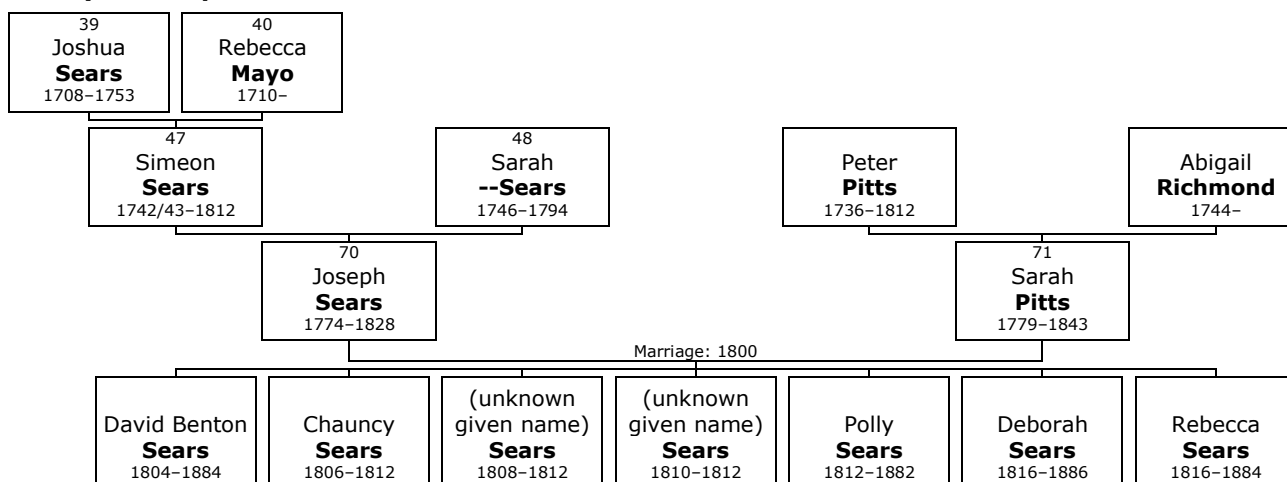 39
Joshua
Sears
1708–1753
40
Rebecca
Mayo
1710–
47
Simeon
Sears
1742/43–1812
48
Sarah
--Sears
1746–1794
Peter
Pitts
1736–1812
Abigail
Richmond
1744–
70
Joseph
Sears
1774–1828
71
Sarah
Pitts
1779–1843
Marriage: 1800
David Benton
Sears
1804–1884
Chauncy
Sears
1806–1812
(unknown
given name)
Sears
1808–1812
(unknown
given name)
Sears
1810–1812
Polly
Sears
1812–1882
Deborah
Sears
1816–1886
Rebecca
Sears
1816–1884